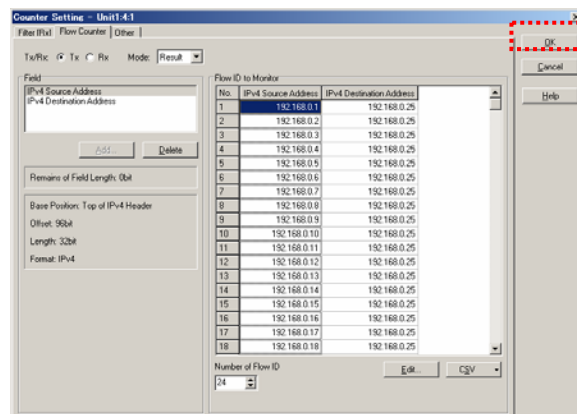 Counter Setting - Unit1:4:1
Filter [Rx] Flow Counter Other
Tx/Rx: Tx Rx Mode: Result
Field
IPv4 Source Address
IPv4 Destination Address
Add... Delete
Remains of Field Length: 0bit
Base Position: Top of IPv4 Header
Offset: 96bit
Length: 32bit
Format: IPv4
Flow ID to Monitor
No. IPv4 Source Address IPv4 Destination Address
1 192.168.0.1 192.168.0.25
2 192.168.0.2 192.168.0.25
3 192.168.0.3 192.168.0.25
4 192.168.0.4 192.168.0.25
5 192.168.0.5 192.168.0.25
6 192.168.0.6 192.168.0.25
7 192.168.0.7 192.168.0.25
8 192.168.0.8 192.168.0.25
9 192.168.0.9 192.168.0.25
10 192.168.0.10 192.168.0.25
11 192.168.0.11 192.168.0.25
12 192.168.0.12 192.168.0.25
13 192.168.0.13 192.168.0.25
14 192.168.0.14 192.168.0.25
15 192.168.0.15 192.168.0.25
16 192.168.0.16 192.168.0.25
17 192.168.0.17 192.168.0.25
18 192.168.0.18 192.168.0.25
Number of Flow ID
24
Edit... CSV
OK
Cancel
Help